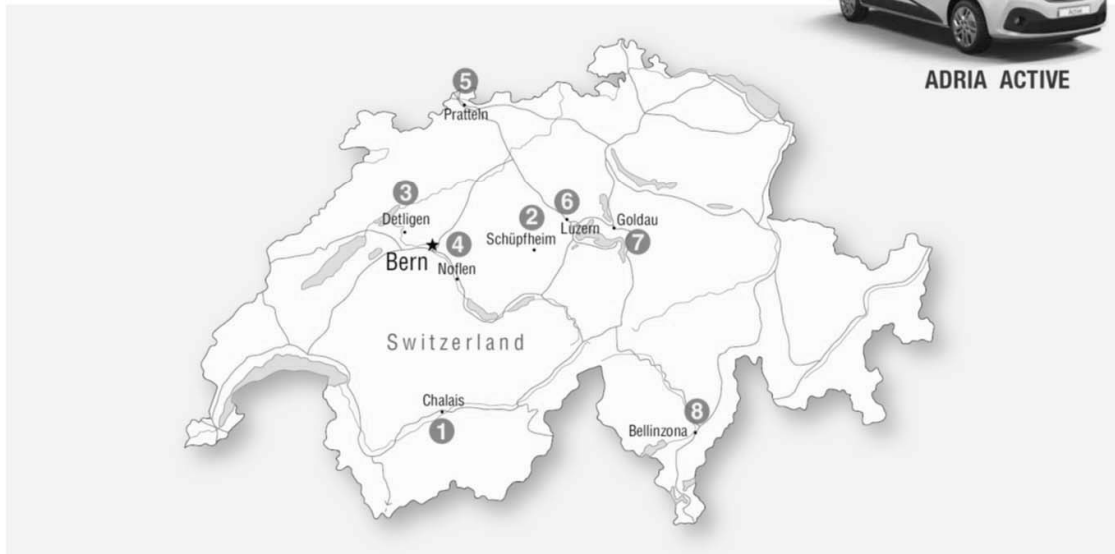 ADRIA ACTIVE
5
Pratteln
3
Detligen
6
Luzern
2
Schüpfheim
Goldau
7
4
Bern
Noflen
Switzerland
Chalais
1
8
Bellinzona